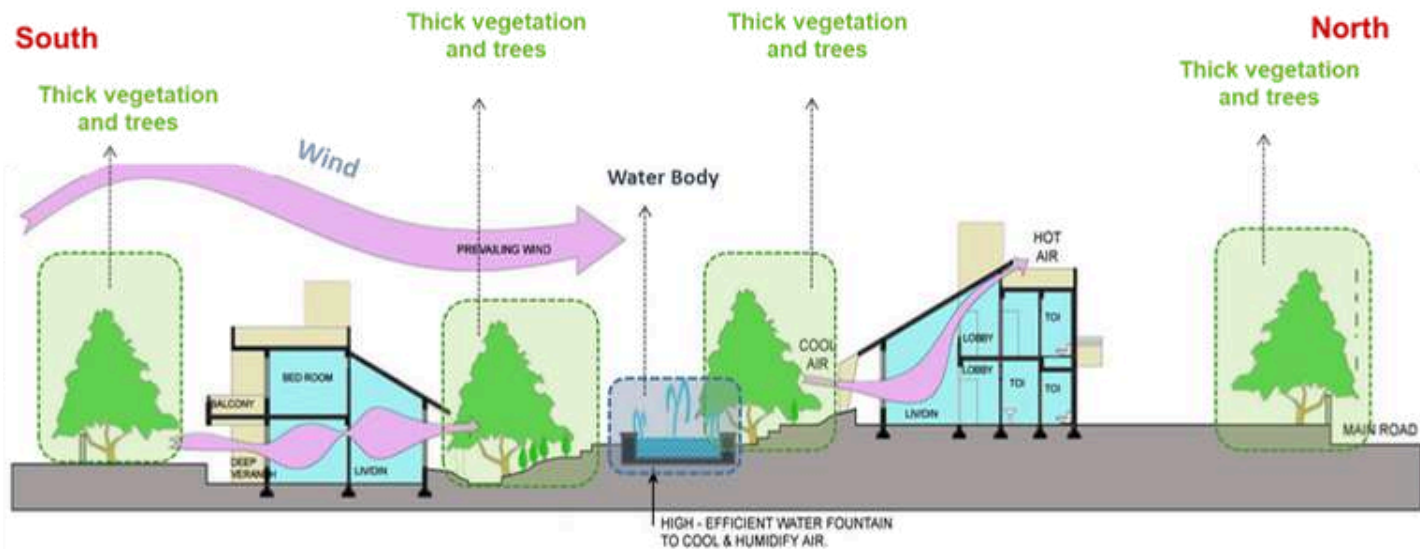 South
North
Thick vegetation
and trees
Thick vegetation
and trees
Thick vegetation
and trees
Thick vegetation
and trees
Wind
Water Body
PREVAILING WIND
HOT
AIR
COOL
AIR
LOBBY
TOI
LOBBY
TOI
TOI
LIV/DIN
BED ROOM
BALCONY
DEEP
VERANDH
LIV/DIN
MAIN ROAD
HIGH - EFFICIENT WATER FOUNTAIN
TO COOL & HUMIDIFY AIR.